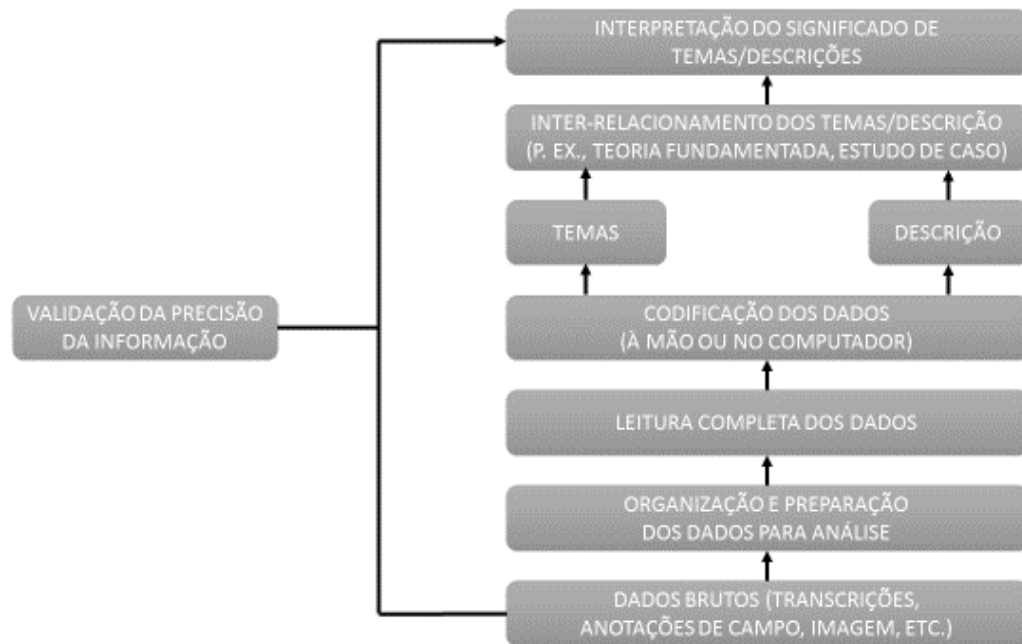 INTERPRETAÇÃO DO SIGNIFICADO DE
TEMAS/DESCRIÇÕES
INTER-RELACIONAMENTO DOS TEMAS/DESCRIÇÃO
(P. EX., TEORIA FUNDAMENTADA, ESTUDO DE CASO)
TEMAS
DESCRIÇÃO
VALIDAÇÃO DA PRECISÃO
DA INFORMAÇÃO
CODIFICAÇÃO DOS DADOS
(À MÃO OU NO COMPUTADOR)
LEITURA COMPLETA DOS DADOS
ORGANIZAÇÃO E PREPARAÇÃO
DOS DADOS PARA ANÁLISE
DADOS BRUTOS (TRANSCRIÇÕES,
ANOTAÇÕES DE CAMPO, IMAGEM, ETC.)